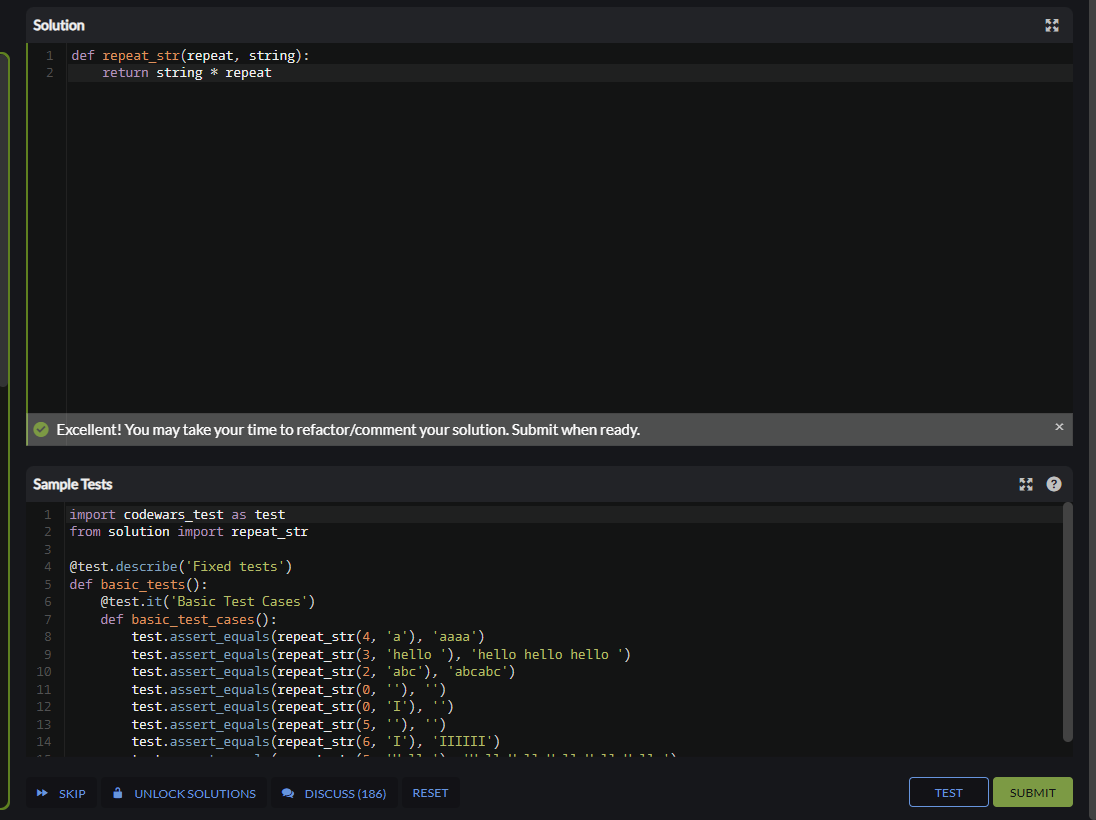 Solution
1 def repeat_str(repeat, string):
2     return string * repeat
Excellent! You may take your time to refactor/comment your solution. Submit when ready. ×
Sample Tests ?
1 import codewars_test as test
2 from solution import repeat_str
3
4 @test.describe('Fixed tests')
5 def basic_tests():
6     @test.it('Basic Test Cases')
7     def basic_test_cases():
8         test.assert_equals(repeat_str(4, 'a'), 'aaaa')
9         test.assert_equals(repeat_str(3, 'hello '), 'hello hello hello ')
10         test.assert_equals(repeat_str(2, 'abc'), 'abcabc')
11         test.assert_equals(repeat_str(0, ''), '')
12         test.assert_equals(repeat_str(0, 'I'), '')
13         test.assert_equals(repeat_str(5, ''), '')
14         test.assert_equals(repeat_str(6, 'I'), 'IIIIII')
SKIP UNLOCK SOLUTIONS DISCUSS (186) RESET TEST SUBMIT